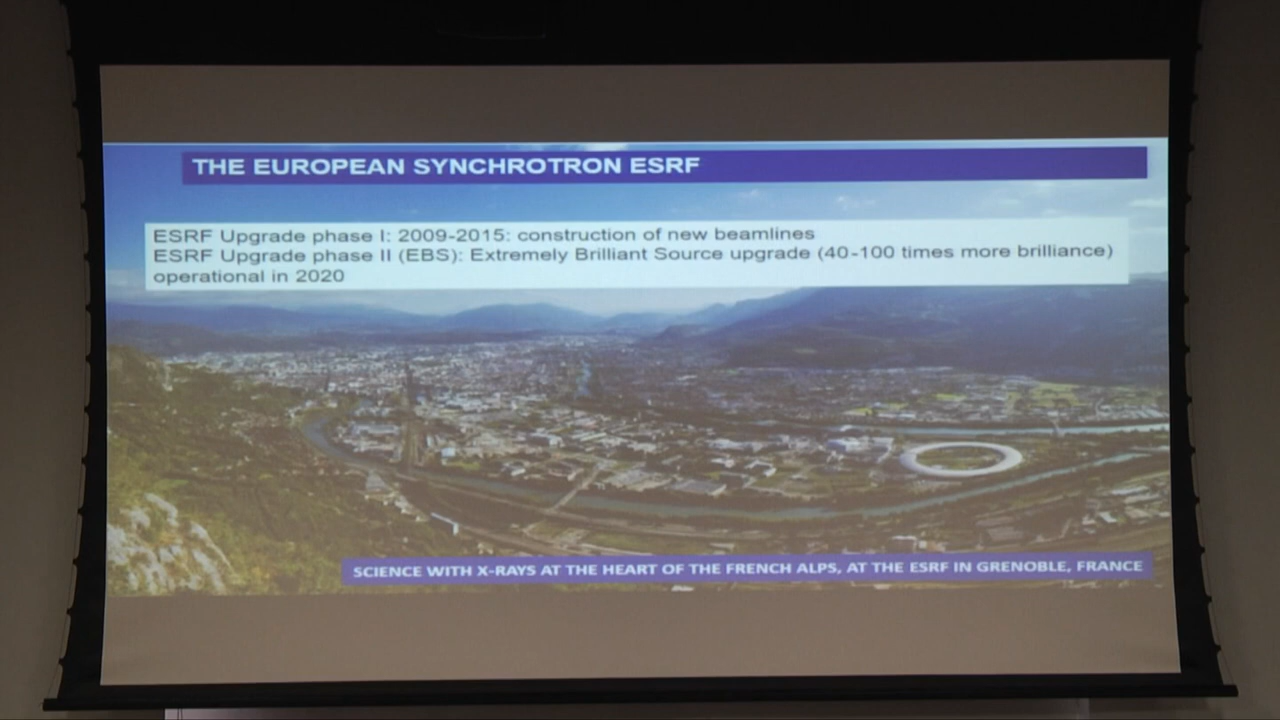 THE EUROPEAN SYNCHROTRON ESRF
ESRF Upgrade phase I: 2009-2015: construction of new beamlines
ESRF Upgrade phase II (EBS): Extremely Brilliant Source upgrade (40-100 times more brilliance)
operational in 2020
SCIENCE WITH X-RAYS AT THE HEART OF THE FRENCH ALPS, AT THE ESRF IN GRENOBLE, FRANCE